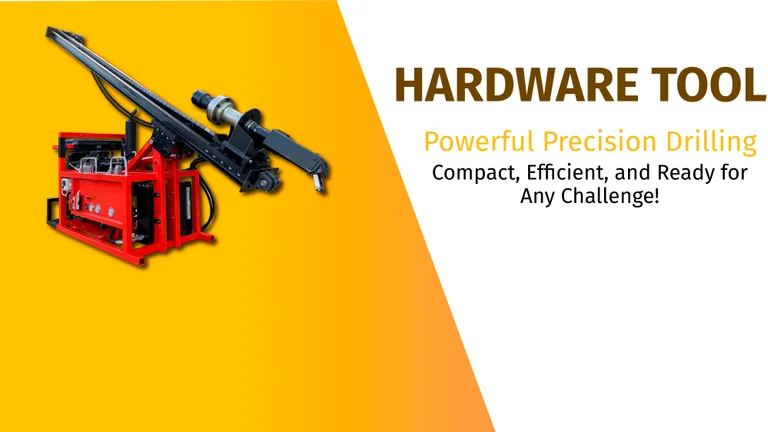 HARDWARE TOOL
Powerful Precision Drilling
Compact, Efficient, and Ready for
Any Challenge!